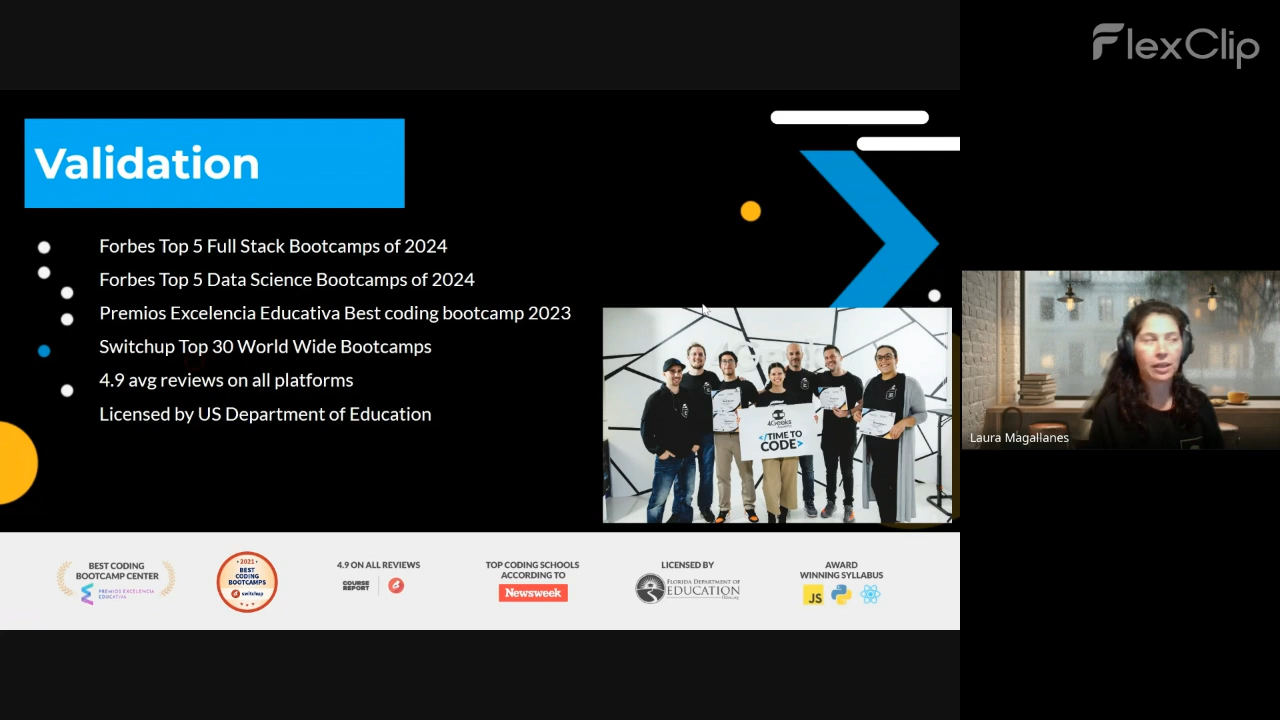 FlexClip
Validation
Forbes Top 5 Full Stack Bootcamps of 2024
Forbes Top 5 Data Science Bootcamps of 2024
Premios Excelencia Educativa Best coding bootcamp 2023
Switchup Top 30 World Wide Bootcamps
4.9 avg reviews on all platforms
Licensed by US Department of Education
4Geeks
</TIME TO
CODE>
Laura Magallanes
BEST CODING
BOOTCAMP CENTER
PREMIOS EXCELENCIA
EDUCATIVA
2021
BEST
CODING
BOOTCAMPS
switchup
4.9 ON ALL REVIEWS
COURSE
REPORT
TOP CODING SCHOOLS
ACCORDING TO
Newsweek
LICENSED BY
FLORIDA DEPARTMENT OF
EDUCATION
AWARD
WINNING SYLLABUS
JS